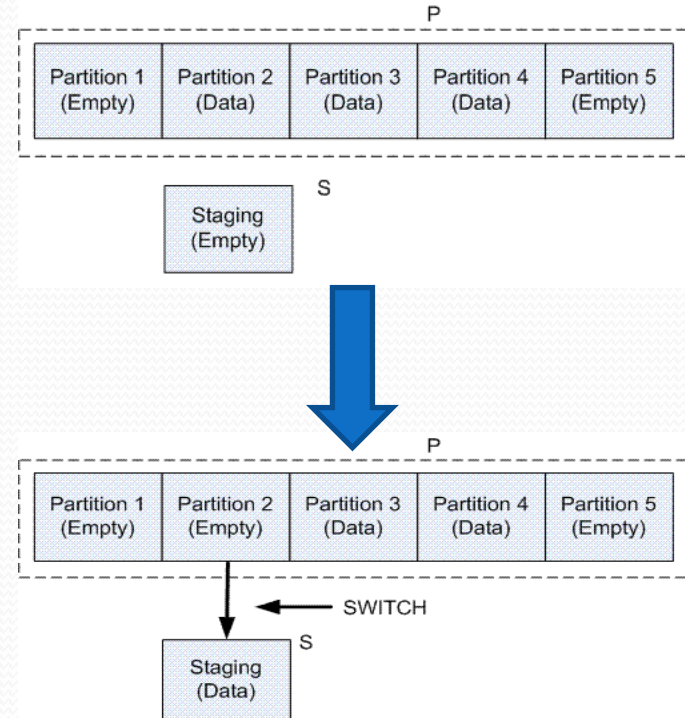 P
Partition 1
(Empty)
Partition 2
(Data)
Partition 3
(Data)
Partition 4
(Data)
Partition 5
(Empty)
S
Staging
(Empty)
P
Partition 1
(Empty)
Partition 2
(Empty)
Partition 3
(Data)
Partition 4
(Data)
Partition 5
(Empty)
SWITCH
S
Staging
(Data)